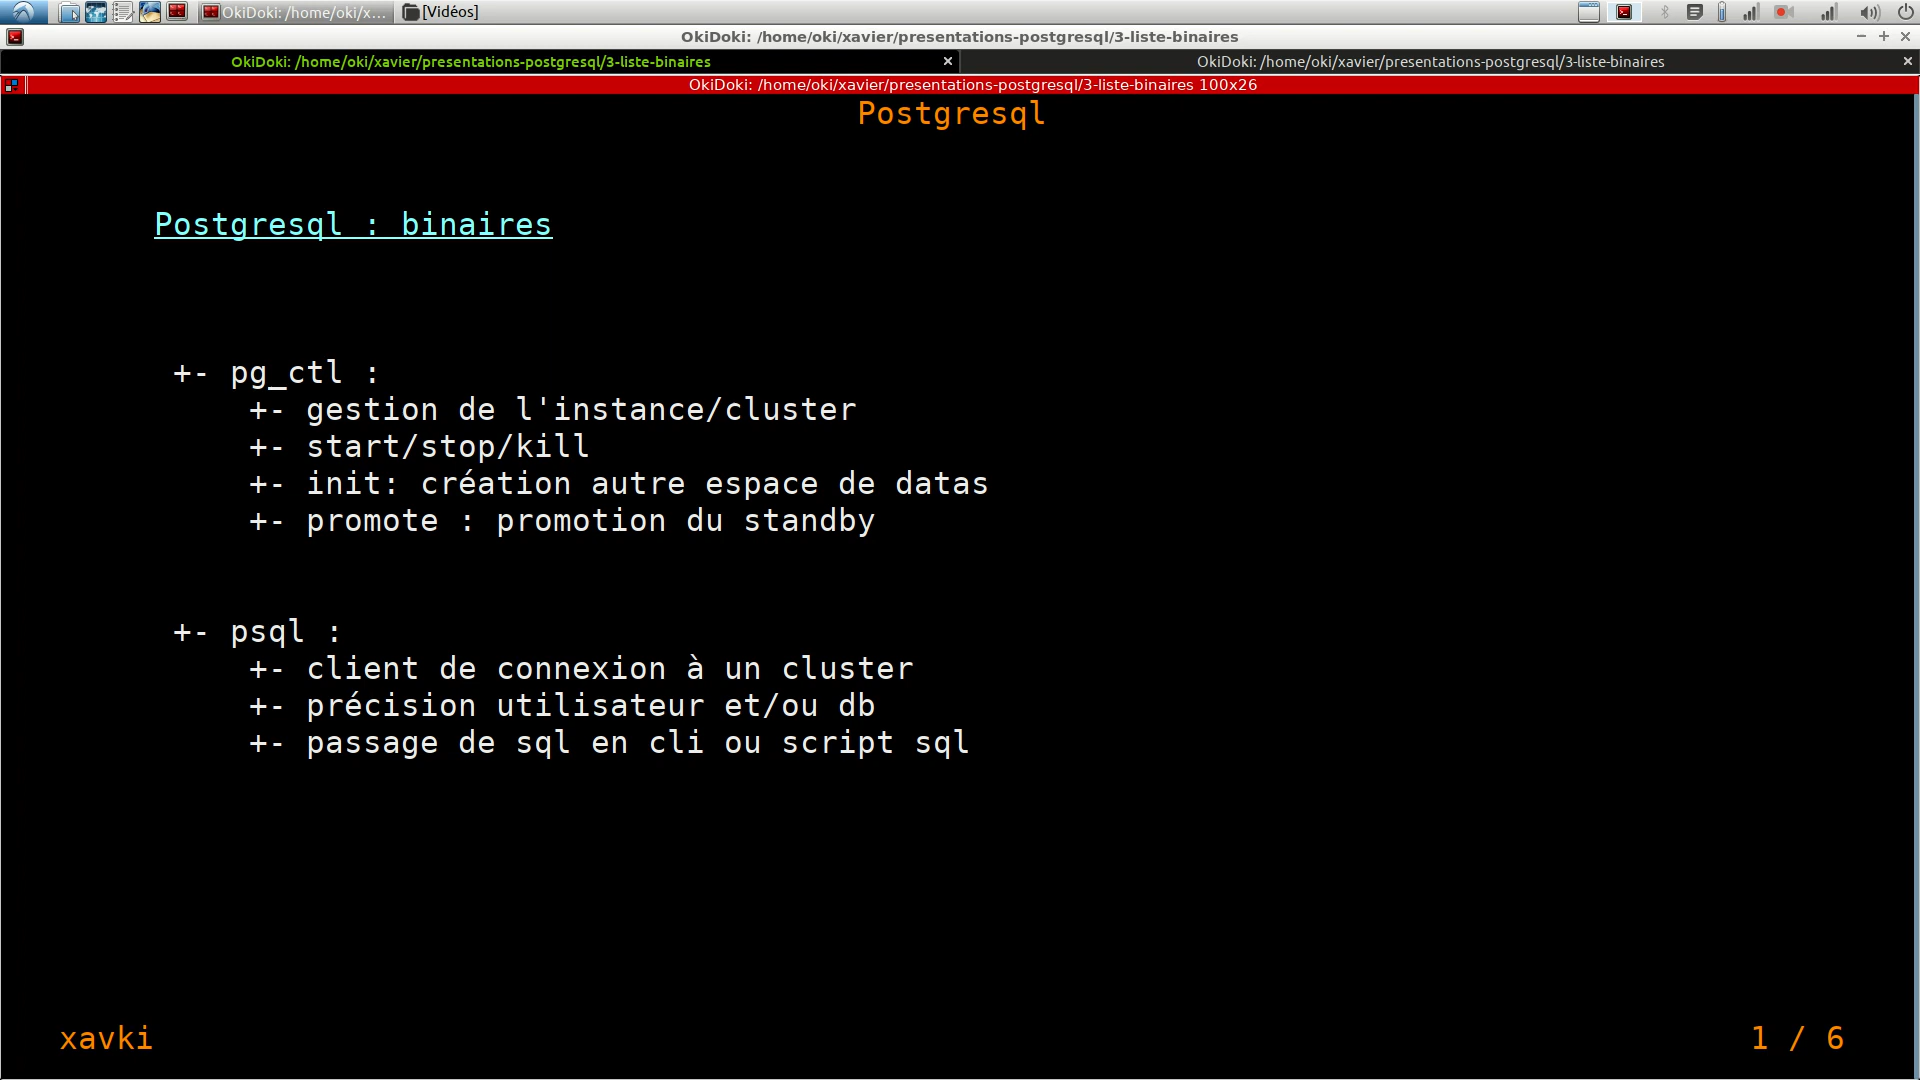 OkiDoki: /home/oki/x...
[Vidéos]
OkiDoki: /home/oki/xavier/presentations-postgresql/3-liste-binaires
OkiDoki: /home/oki/xavier/presentations-postgresql/3-liste-binaires
OkiDoki: /home/oki/xavier/presentations-postgresql/3-liste-binaires
OkiDoki: /home/oki/xavier/presentations-postgresql/3-liste-binaires 100x26
Postgresql
Postgresql : binaires
+- pg_ctl :
+- gestion de l'instance/cluster
+- start/stop/kill
+- init: création autre espace de datas
+- promote : promotion du standby
+- psql :
+- client de connexion à un cluster
+- précision utilisateur et/ou db
+- passage de sql en cli ou script sql
xavki
1 / 6